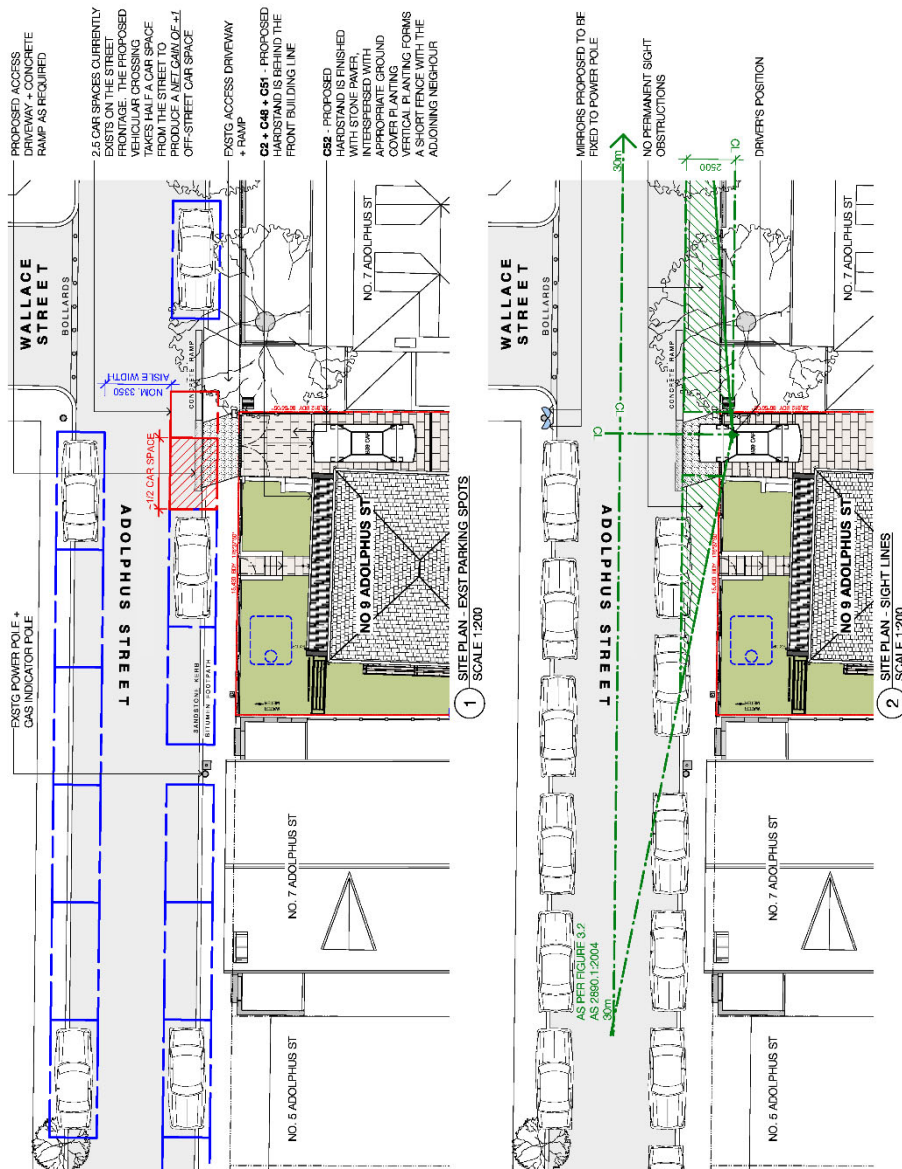 PROPOSED ACCESS
DRIVEWAY + CONCRETE
RAMP AS REQUIRED
2.5 CAR SPACES CURRENTLY
EXISTS ON THE STREET
FRONTAGE. THE PROPOSED
VEHICULAR CROSSING
TAKES HALF A CAR SPACE
FROM THE STREET TO
PRODUCE A NET GAIN OF +1
OFF-STREET CAR SPACE
EXSTG ACCESS DRIVEWAY
+ RAMP
C2 + C48 + C51 - PROPOSED
HARDSTAND IS BEHIND THE
FRONT BUILDING LINE
C52 - PROPOSED
HARDSTAND IS FINISHED
WITH STONE PAVER,
INTERSPERSED WITH
APPROPRIATE GROUND
COVER PLANTING
VERTICAL PLANTING FORMS
A SHORT FENCE WITH THE
ADJOINING NEIGHOUR
EXSTG POWER POLE +
GAS INDICATOR POLE
WALLACE
STREET
BOLLARDS
NOM. 3350
AISLE WIDTH
~1/2 CAR SPACE
ADOLPHUS STREET
CONCRETE RAMP
SANDSTONE KERB
BITUMIN FOOTPATH
NO 9 ADOLPHUS ST
NO. 7 ADOLPHUS ST
NO. 7 ADOLPHUS ST
NO. 5 ADOLPHUS ST
1
SITE PLAN - EXST PARKING SPOTS
SCALE 1:200
MIRRORS PROPOSED TO BE
FIXED TO POWER POLE
NO PERMANENT SIGHT
OBSTRUCTIONS
DRIVER'S POSITION
WALLACE
STREET
BOLLARDS
30m
2500
CL
CL
CL
ADOLPHUS STREET
CONCRETE RAMP
AS PER FIGURE 3.2
AS 2890.1:2004
30m
NO 9 ADOLPHUS ST
NO. 7 ADOLPHUS ST
NO. 7 ADOLPHUS ST
NO. 5 ADOLPHUS ST
2
SITE PLAN - SIGHT LINES
SCALE 1:200